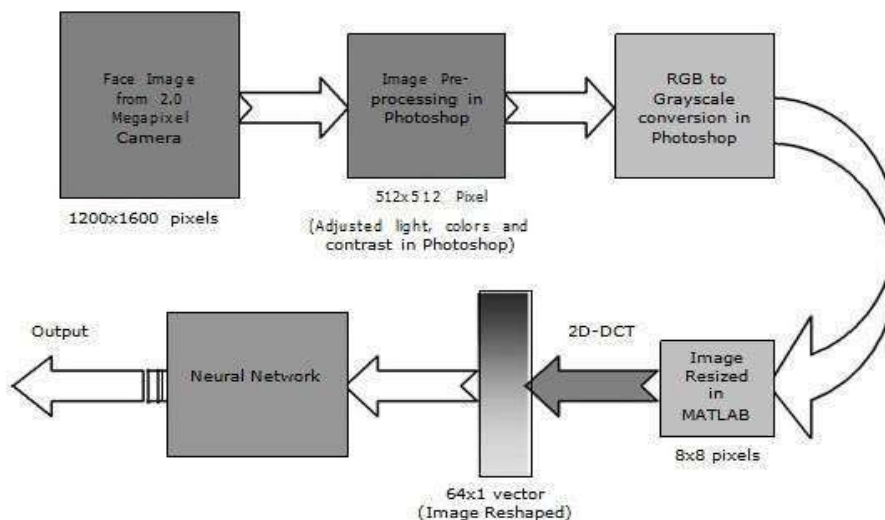 Face Image
from 2.0
Megapixel
Camera
Image Pre-
processing in
Photoshop
RGB to
Grayscale
conversion in
Photoshop
1200x1600 pixels
512x512 Pixel
(Adjusted light, colors and
contrast in Photoshop)
Output
Neural Network
2D-DCT
Image
Resized
in
MATLAB
8x8 pixels
64x1 vector
(Image Reshaped)